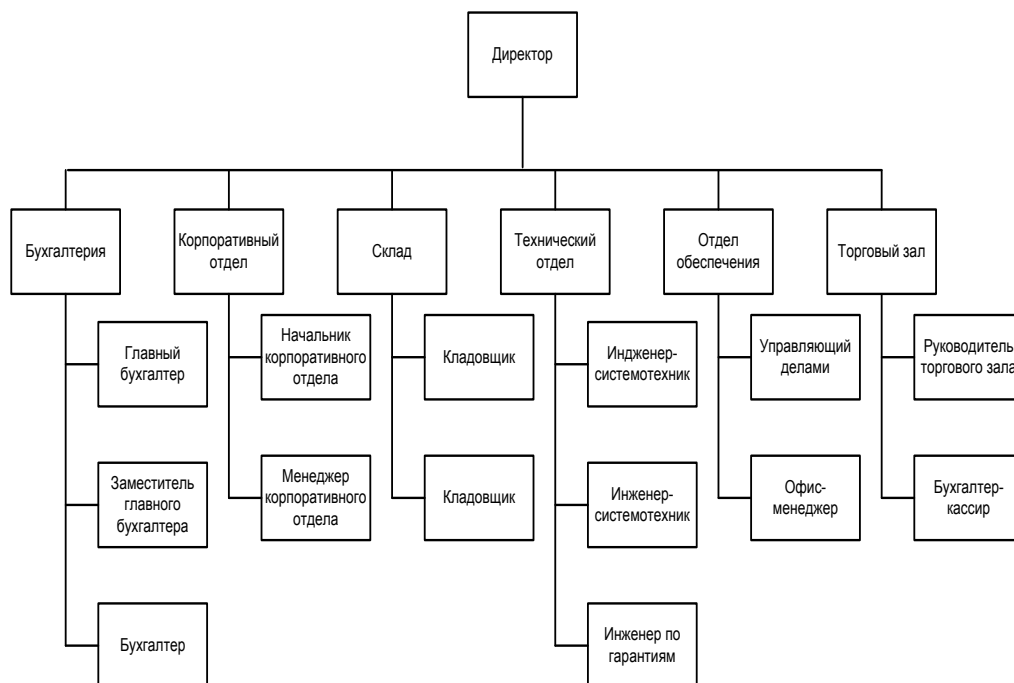 Директор
Бухгалтерия
Корпоративный
отдел
Склад
Технический
отдел
Отдел
обеспечения
Торговый зал
Главный
бухгалтер
Начальник
корпоративного
отдела
Кладовщик
Индженер-
системотехник
Управляющий
делами
Руководитель
торгового зала
Заместитель
главного
бухгалтера
Менеджер
корпоративного
отдела
Кладовщик
Инженер-
системотехник
Офис-
менеджер
Бухгалтер-
кассир
Бухгалтер
Инженер по
гарантиям